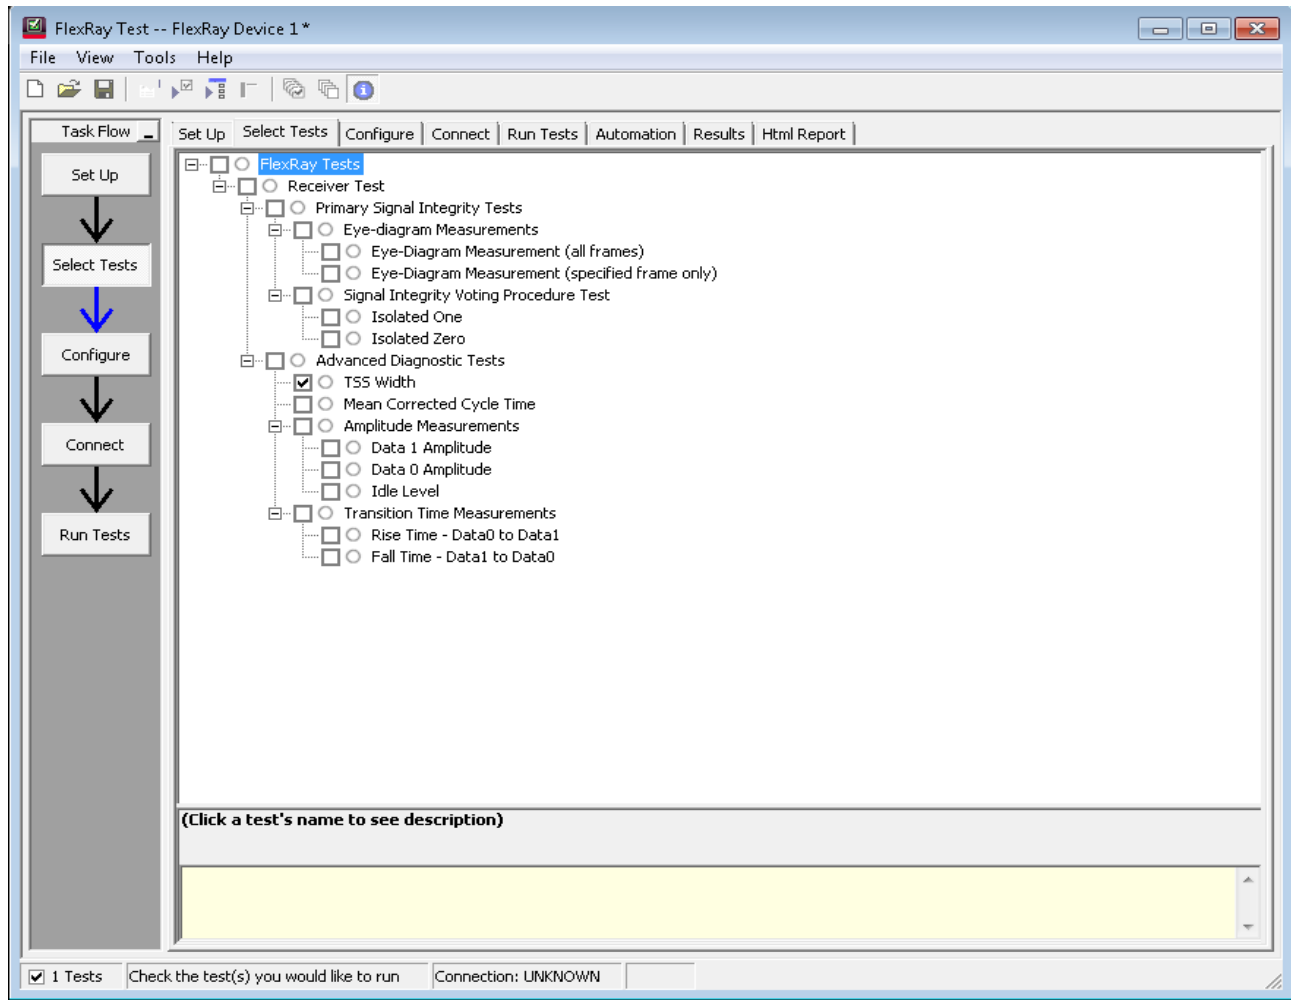 FlexRay Test -- FlexRay Device 1 *
File View Tools Help
Task Flow
Set Up Select Tests Configure Connect Run Tests Automation Results Html Report
Set Up
Select Tests
Configure
Connect
Run Tests
FlexRay Tests
Receiver Test
Primary Signal Integrity Tests
Eye-diagram Measurements
Eye-Diagram Measurement (all frames)
Eye-Diagram Measurement (specified frame only)
Signal Integrity Voting Procedure Test
Isolated One
Isolated Zero
Advanced Diagnostic Tests
TSS Width
Mean Corrected Cycle Time
Amplitude Measurements
Data 1 Amplitude
Data 0 Amplitude
Idle Level
Transition Time Measurements
Rise Time - Data0 to Data1
Fall Time - Data1 to Data0
(Click a test's name to see description)
1 Tests Check the test(s) you would like to run Connection: UNKNOWN